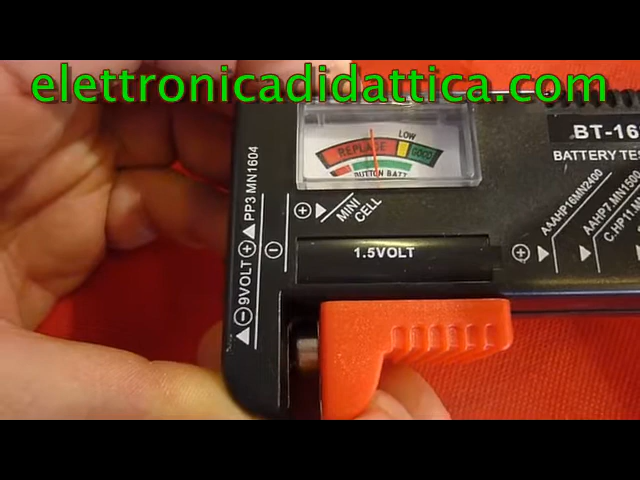 elettronicadidattica.com
REPLACE
LOW
GOOD
BUTTON BATT
BT-16
BATTERY TES
PP3 MN1604
9VOLT
MINI
CELL
1.5VOLT
AAAHP16MN2400
AAHP7 MN1500
C.HP11 M